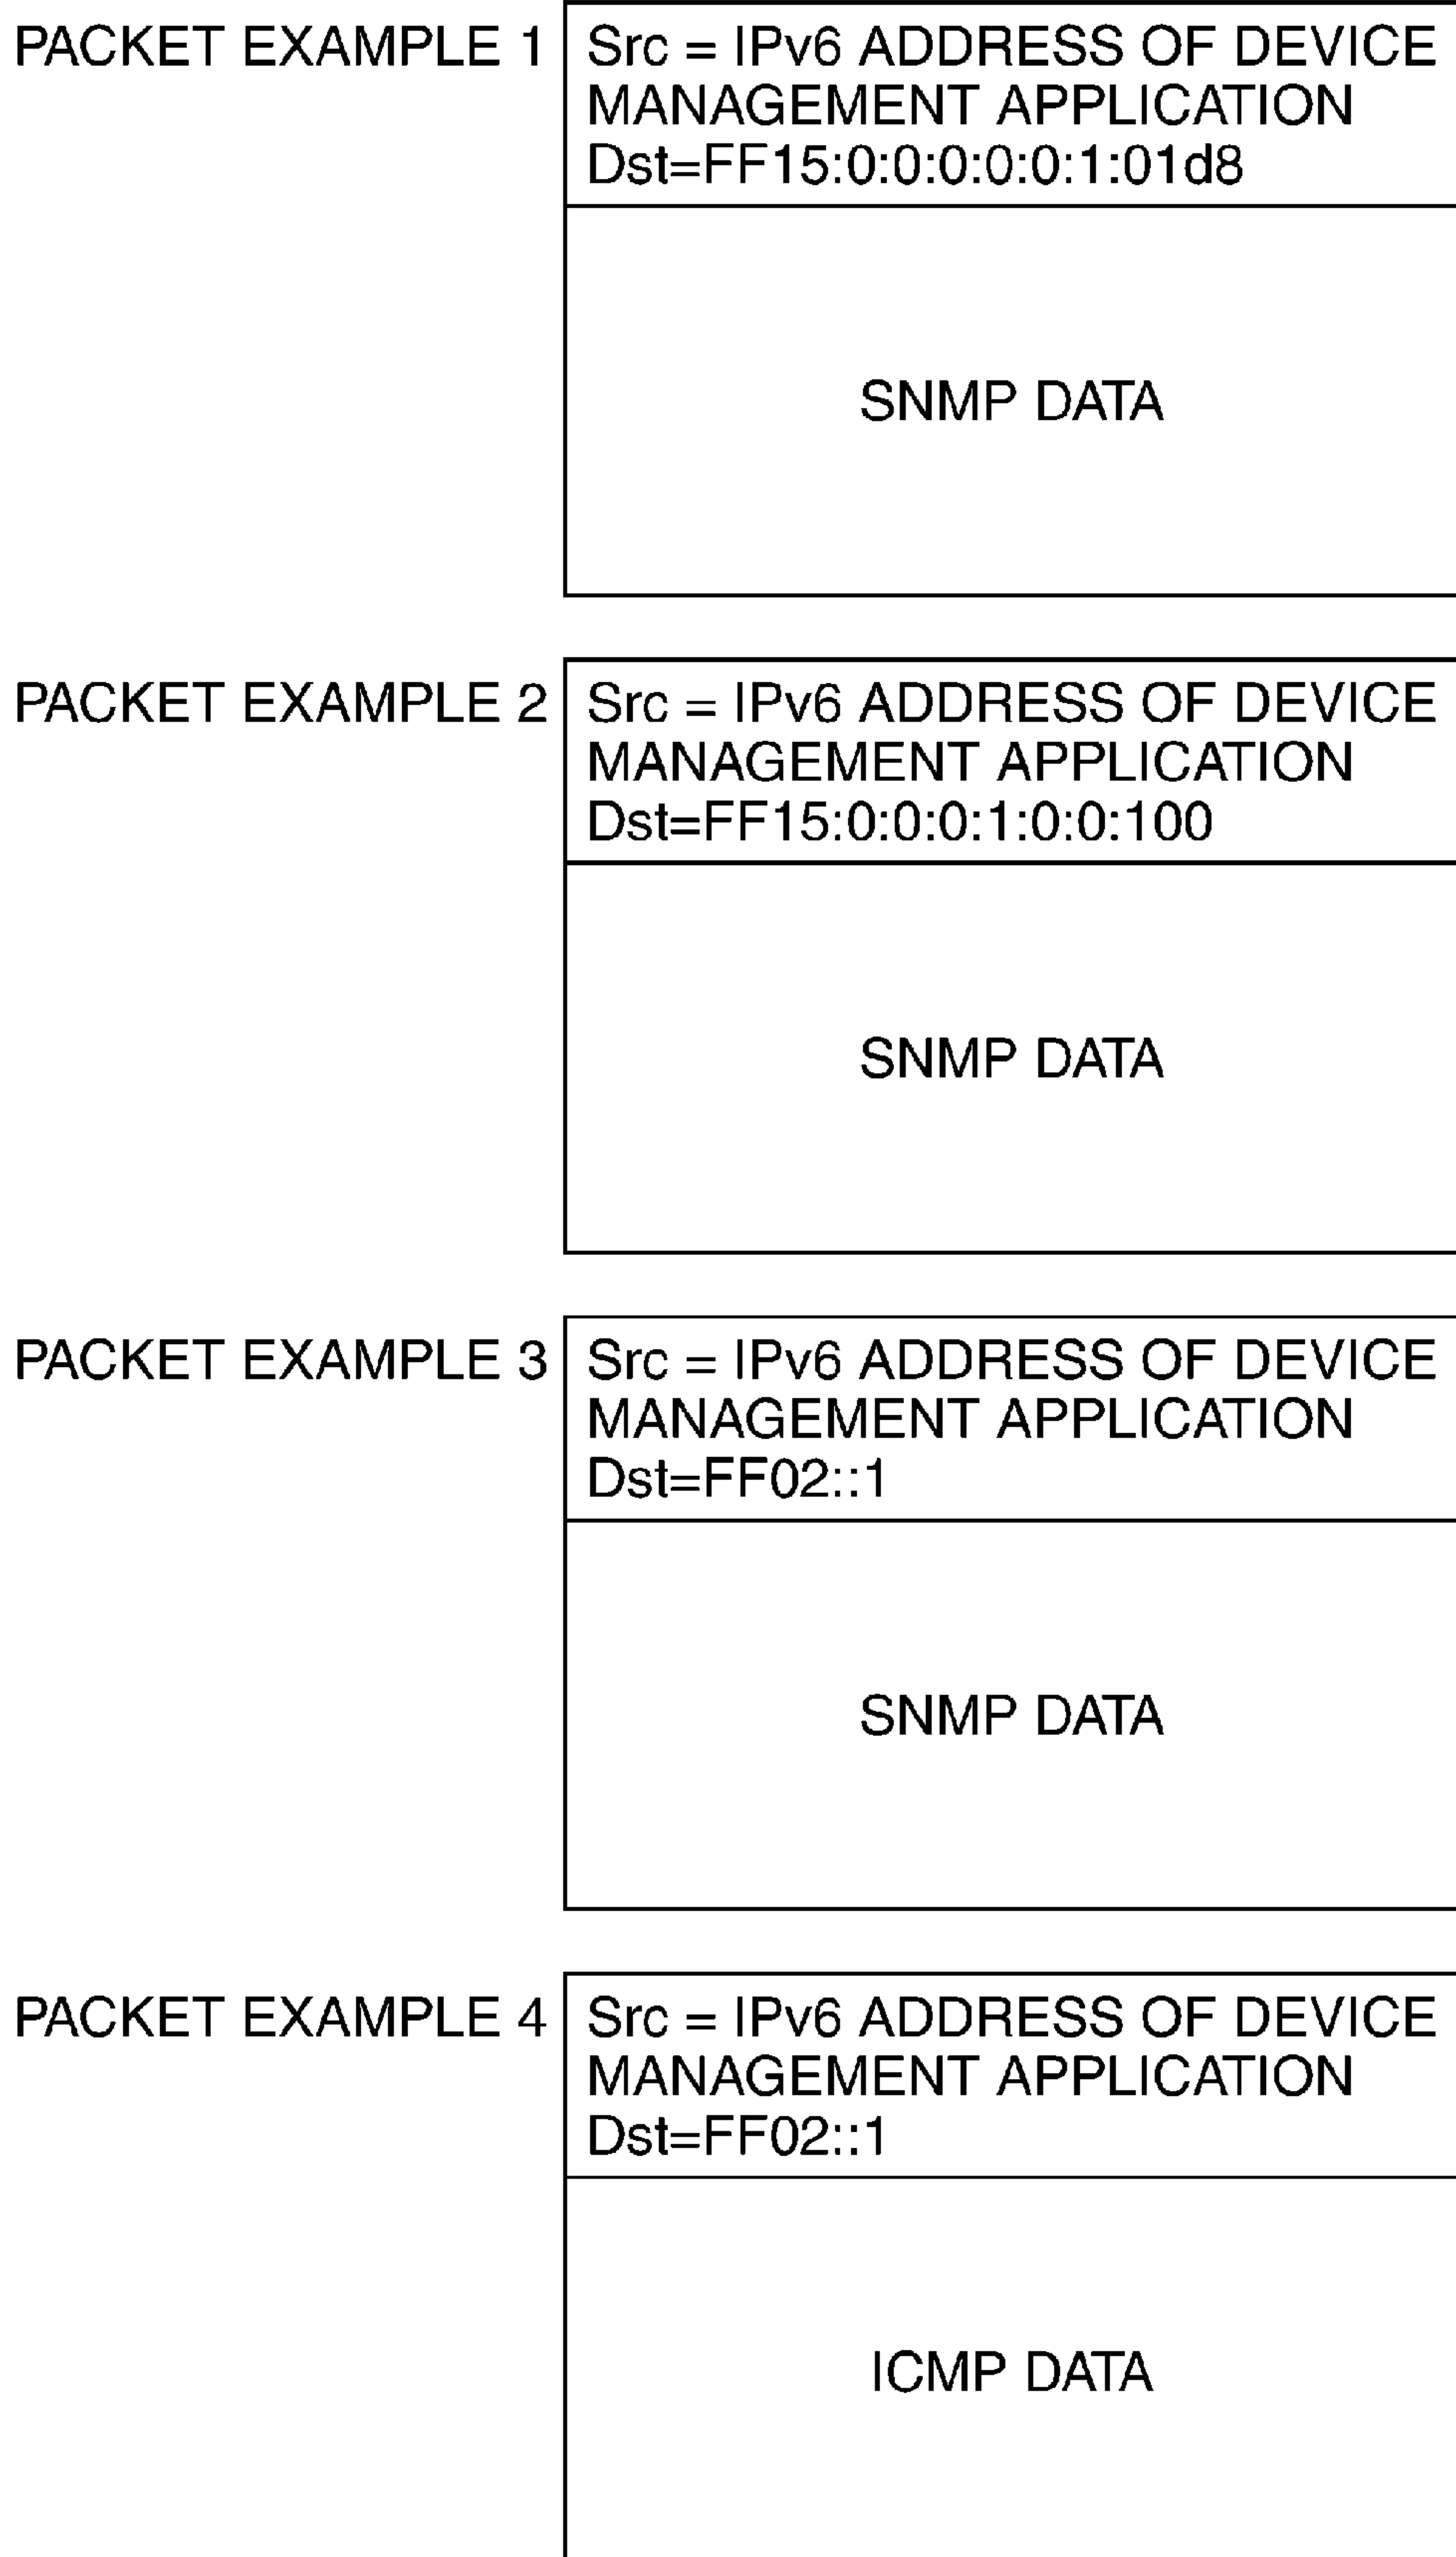 PACKET EXAMPLE 1
Src = IPv6 ADDRESS OF DEVICE
MANAGEMENT APPLICATION
Dst=FF15:0:0:0:0:0:1:01d8
SNMP DATA
PACKET EXAMPLE 2
Src = IPv6 ADDRESS OF DEVICE
MANAGEMENT APPLICATION
Dst=FF15:0:0:0:1:0:0:100
SNMP DATA
PACKET EXAMPLE 3
Src = IPv6 ADDRESS OF DEVICE
MANAGEMENT APPLICATION
Dst=FF02::1
SNMP DATA
PACKET EXAMPLE 4
Src = IPv6 ADDRESS OF DEVICE
MANAGEMENT APPLICATION
Dst=FF02::1
ICMP DATA